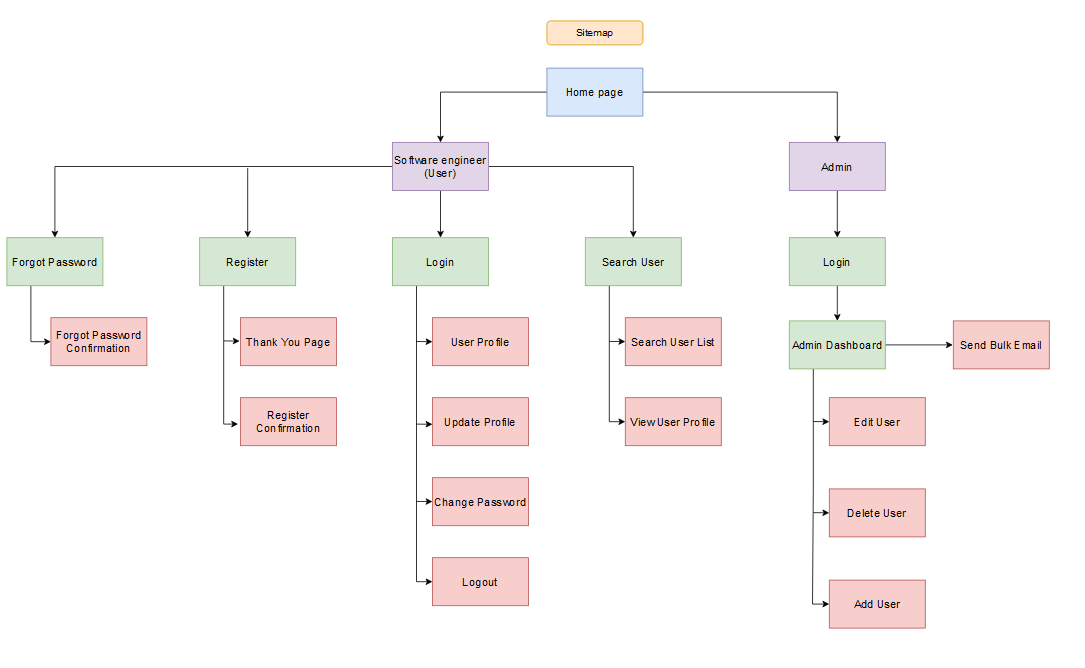 Sitemap
Home page
Software engineer
(User)
Admin
Forgot Password
Register
Login
Search User
Login
Forgot Password
Confirmation
Thank You Page
User Profile
Search User List
Admin Dashboard
Send Bulk Email
Register
Confirmation
Update Profile
View User Profile
Edit User
Change Password
Delete User
Logout
Add User